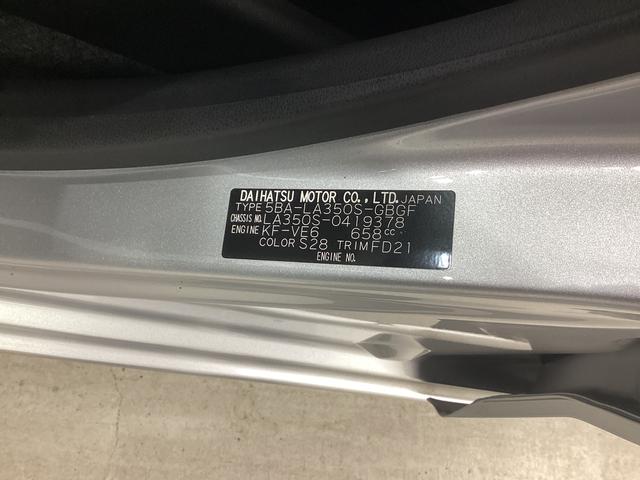 DAIHATSU MOTOR CO., LTD. JAPAN
TYPE 5BA-LA350S-GBGF
CHASSIS NO. LA350S-0419378
ENGINE KF-VE6 658cc
COLOR S28 TRIM FD21
ENGINE NO.